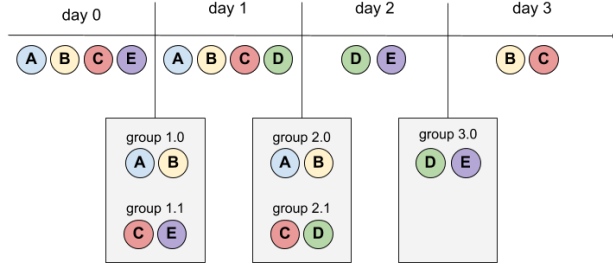 day 0 day 1 day 2 day 3
A B C E A B C D D E B C
group 1.0 group 2.0 group 3.0
A B A B D E
group 1.1 group 2.1
C E C D